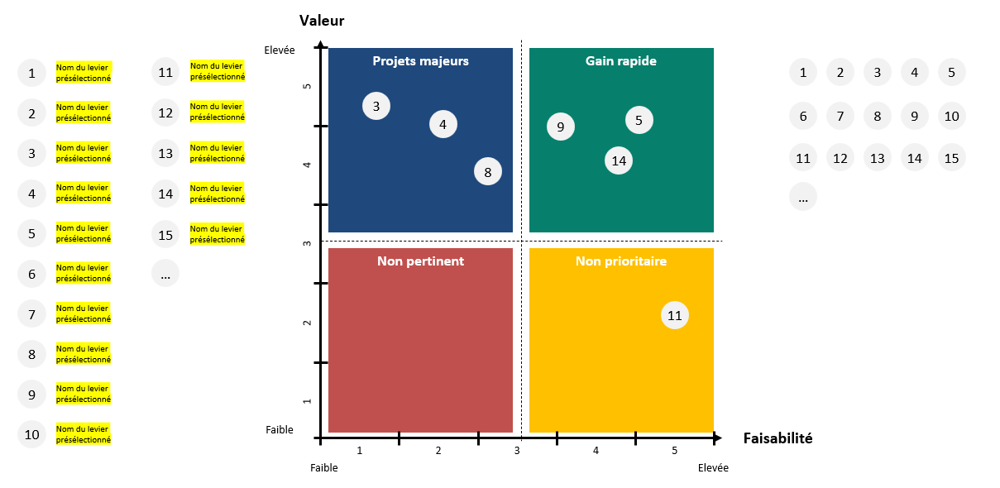 Valeur
Elevée
5
4
3
2
1
Faible
1
Nom du levier
présélectionné
2
Nom du levier
présélectionné
3
Nom du levier
présélectionné
4
Nom du levier
présélectionné
5
Nom du levier
présélectionné
6
Nom du levier
présélectionné
7
Nom du levier
présélectionné
8
Nom du levier
présélectionné
9
Nom du levier
présélectionné
10
Nom du levier
présélectionné
11
Nom du levier
présélectionné
12
Nom du levier
présélectionné
13
Nom du levier
présélectionné
14
Nom du levier
présélectionné
15
Nom du levier
présélectionné
...
Projets majeurs
3
4
8
Gain rapide
9
5
14
Non pertinent
Non prioritaire
11
1 2 3 4 5
Faible
Elevée
Faisabilité
1 2 3 4 5
6 7 8 9 10
11 12 13 14 15
...